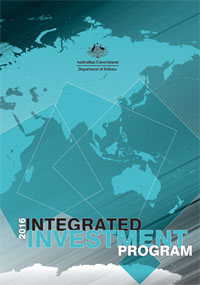 Australian Government
Department of Defence
2016
INTEGRATED
INVESTMENT
PROGRAM